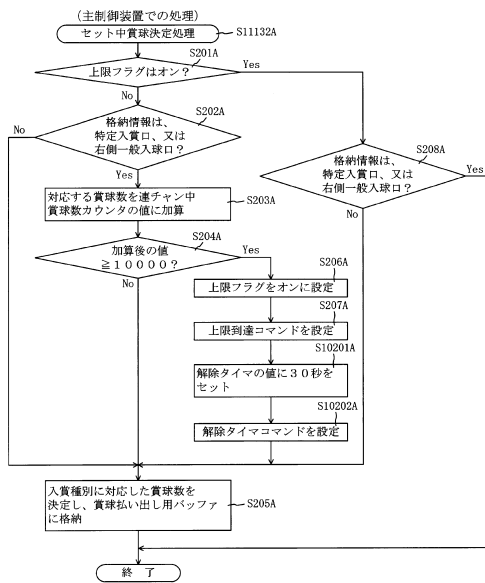 (主制御装置での処理)
セット中賞球決定処理
S11132A
S201A
上限フラグはオン?
Yes
No
S202A
格納情報は、
特定入賞口、又は
右側一般入球口?
No
Yes
S208A
格納情報は、
特定入賞口、又は
右側一般入球口?
Yes
No
対応する賞球数を連チャン中
賞球数カウンタの値に加算
S203A
S204A
加算後の値
≧10000?
Yes
No
S206A
上限フラグをオンに設定
S207A
上限到達コマンドを設定
S10201A
解除タイマの値に30秒を
セット
S10202A
解除タイマコマンドを設定
入賞種別に対応した賞球数を
決定し、賞球払い出し用バッファ
に格納
S205A
終 了